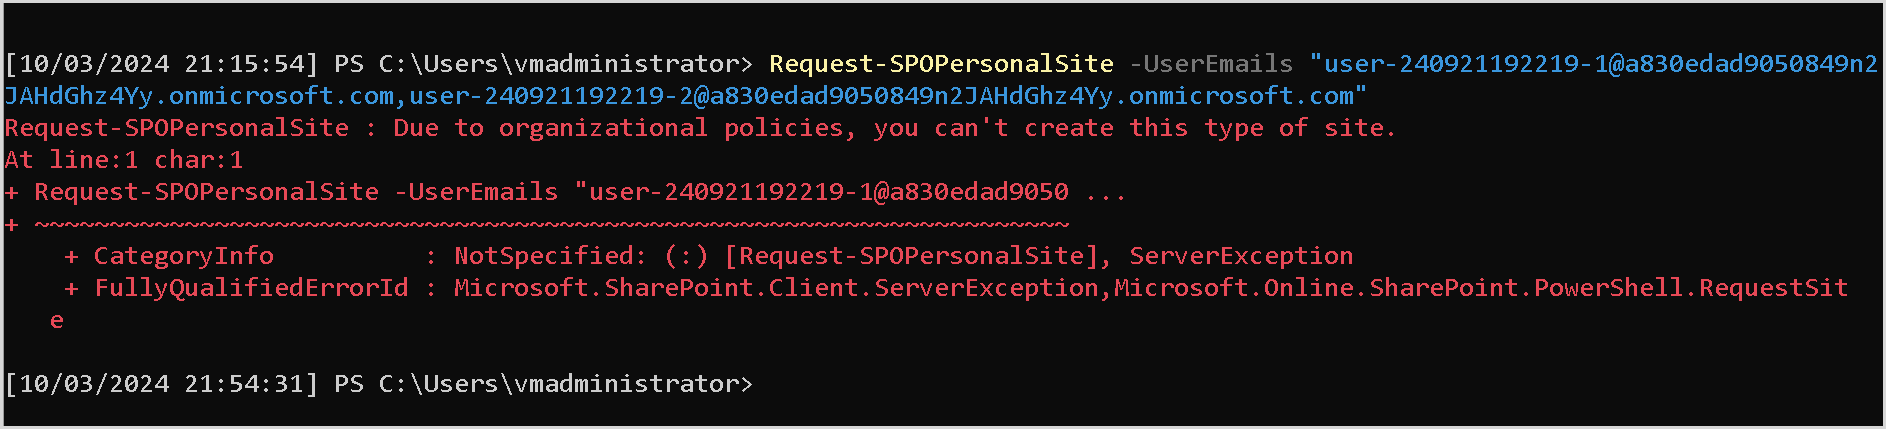 [10/03/2024 21:15:54] PS C:\Users\vmadministrator> Request-SPOPersonalSite -UserEmails "user-240921192219-1@a830edad9050849n2
JAHdGhz4Yy.onmicrosoft.com,user-240921192219-2@a830edad9050849n2JAHdGhz4Yy.onmicrosoft.com"
Request-SPOPersonalSite : Due to organizational policies, you can't create this type of site.
At line:1 char:1
+ Request-SPOPersonalSite -UserEmails "user-240921192219-1@a830edad9050 ...
+ ~~~~~~~~~~~~~~~~~~~~~~~~~~~~~~~~~~~~~~~~~~~~~~~~~~~~~~~~~~~~~~~~~~~~~
    + CategoryInfo          : NotSpecified: (:) [Request-SPOPersonalSite], ServerException
    + FullyQualifiedErrorId : Microsoft.SharePoint.Client.ServerException,Microsoft.Online.SharePoint.PowerShell.RequestSit
   e
[10/03/2024 21:54:31] PS C:\Users\vmadministrator>